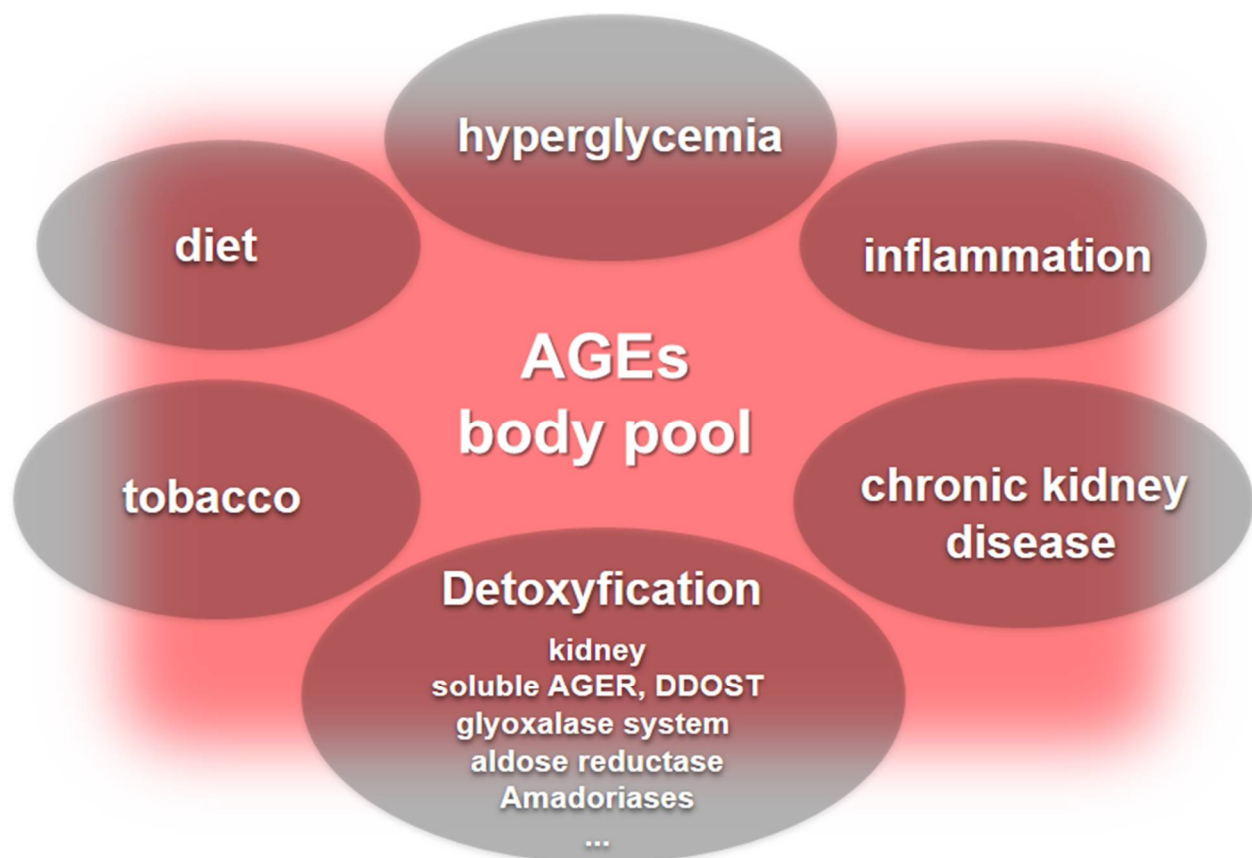 hyperglycemia
diet
inflammation
AGEs
body pool
tobacco
chronic kidney
disease
Detoxyfication
kidney
soluble AGER, DDOST
glyoxalase system
aldose reductase
Amadoriases
...